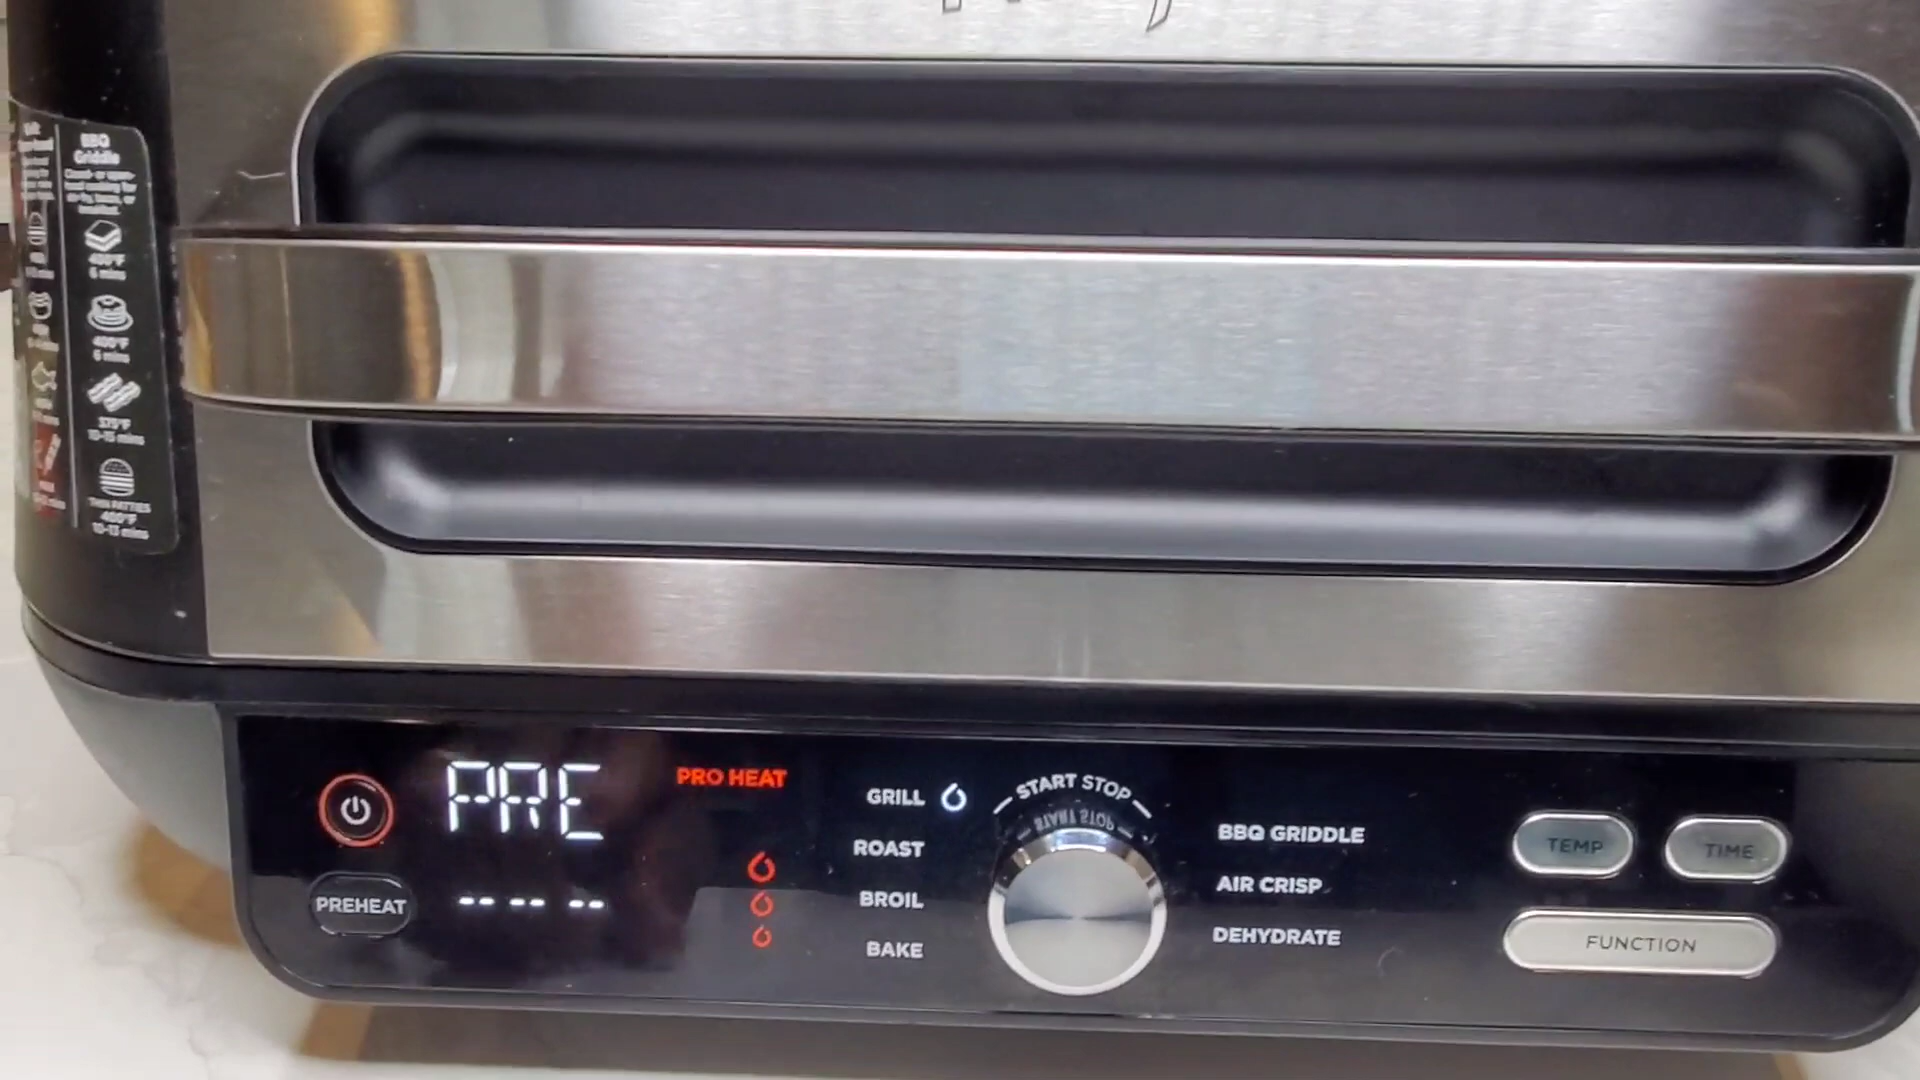 BBQ
Griddle
400°F
6 mins
400°F
6 mins
375°F
10-15 mins
THIN PATTIES
400°F
10-13 mins
PRE
PRO HEAT
-- -- --
PREHEAT
GRILL
ROAST
BROIL
BAKE
START STOP
BBQ GRIDDLE
AIR CRISP
DEHYDRATE
TEMP
TIME
FUNCTION